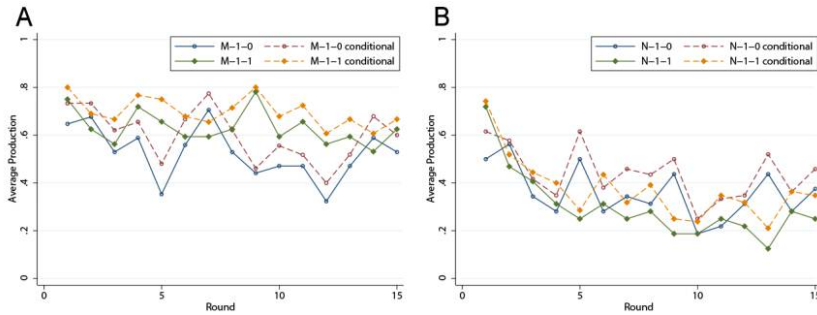 A
M-1-0
M-1-0 conditional
M-1-1
M-1-1 conditional
1
.8
.6
.4
.2
0
Average Production
0
5
10
15
Round
B
N-1-0
N-1-0 conditional
N-1-1
N-1-1 conditional
1
.8
.6
.4
.2
0
Average Production
0
5
10
15
Round